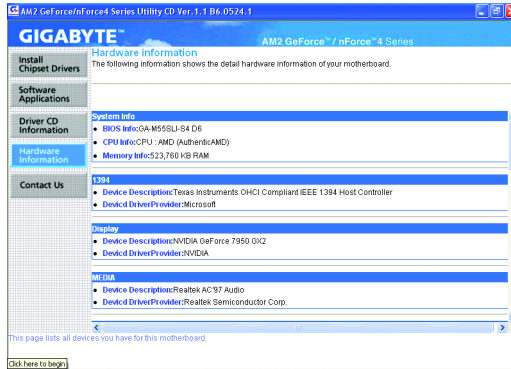 AM2 GeForce/nForce4 Series Utility CD Ver.1.1 B6.0524.1
GIGABYTE™
AM2 GeForce™/ nForce™4 Series
Install
Chipset Drivers
Software
Applications
Driver CD
Information
Hardware
Information
Contact Us
Hardware information
The following information shows the detail hardware information of your motherboard.
System Info
• BIOS Info:GA-M55SLI-S4 D6
• CPU Info:CPU : AMD (AuthenticAMD)
• Memory Info:523,760 KB RAM
1394
• Device Description:Texas Instruments OHCI Compliant IEEE 1394 Host Controller
• Devicd DriverProvider:Microsoft
Display
• Device Description:NVIDIA GeForce 7950 GX2
• Devicd DriverProvider:NVIDIA
MEDIA
• Device Description:Realtek AC'97 Audio
• Devicd DriverProvider:Realtek Semiconductor Corp.
This page lists all devices you have for this motherboard.
Click here to begin